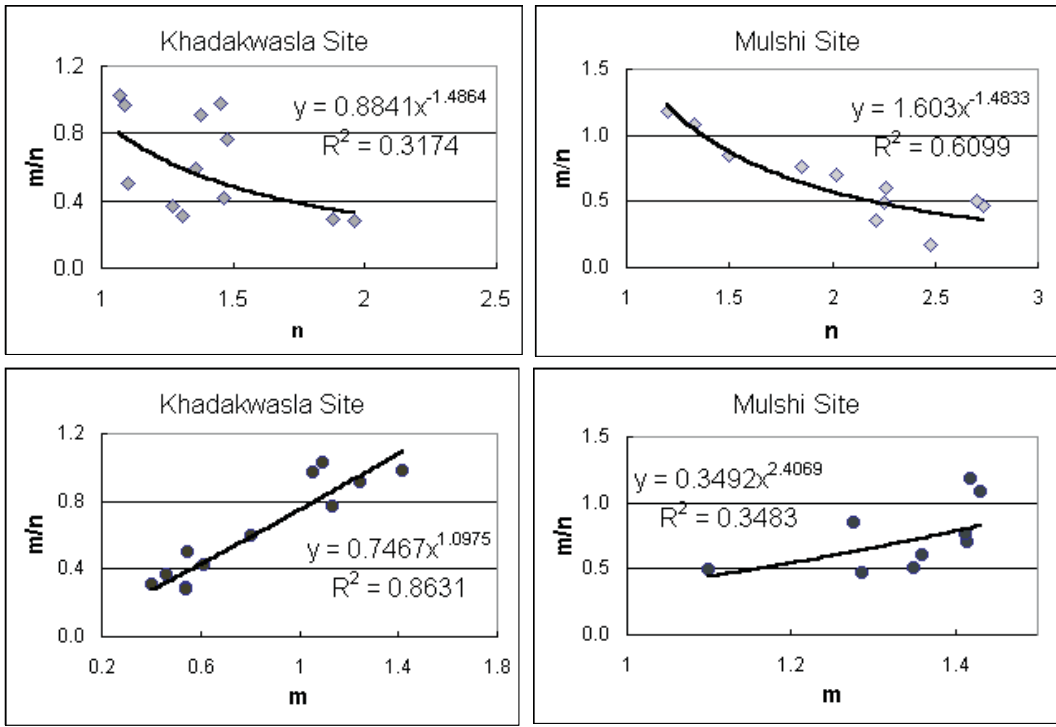 Khadakwasla Site
1.2
0.8
0.4
0.0
m/n
y = 0.8841x^-1.4864
R² = 0.3174
1 1.5 2 2.5
n
Mulshi Site
1.5
1.0
0.5
0.0
m/n
y = 1.603x^-1.4833
R² = 0.6099
1 1.5 2 2.5 3
n
Khadakwasla Site
1.2
0.8
0.4
0.0
m/n
y = 0.7467x^1.0975
R² = 0.8631
0.2 0.6 1 1.4 1.8
m
Mulshi Site
1.5
1.0
0.5
0.0
m/n
y = 0.3492x^2.4069
R² = 0.3483
1 1.2 1.4
m